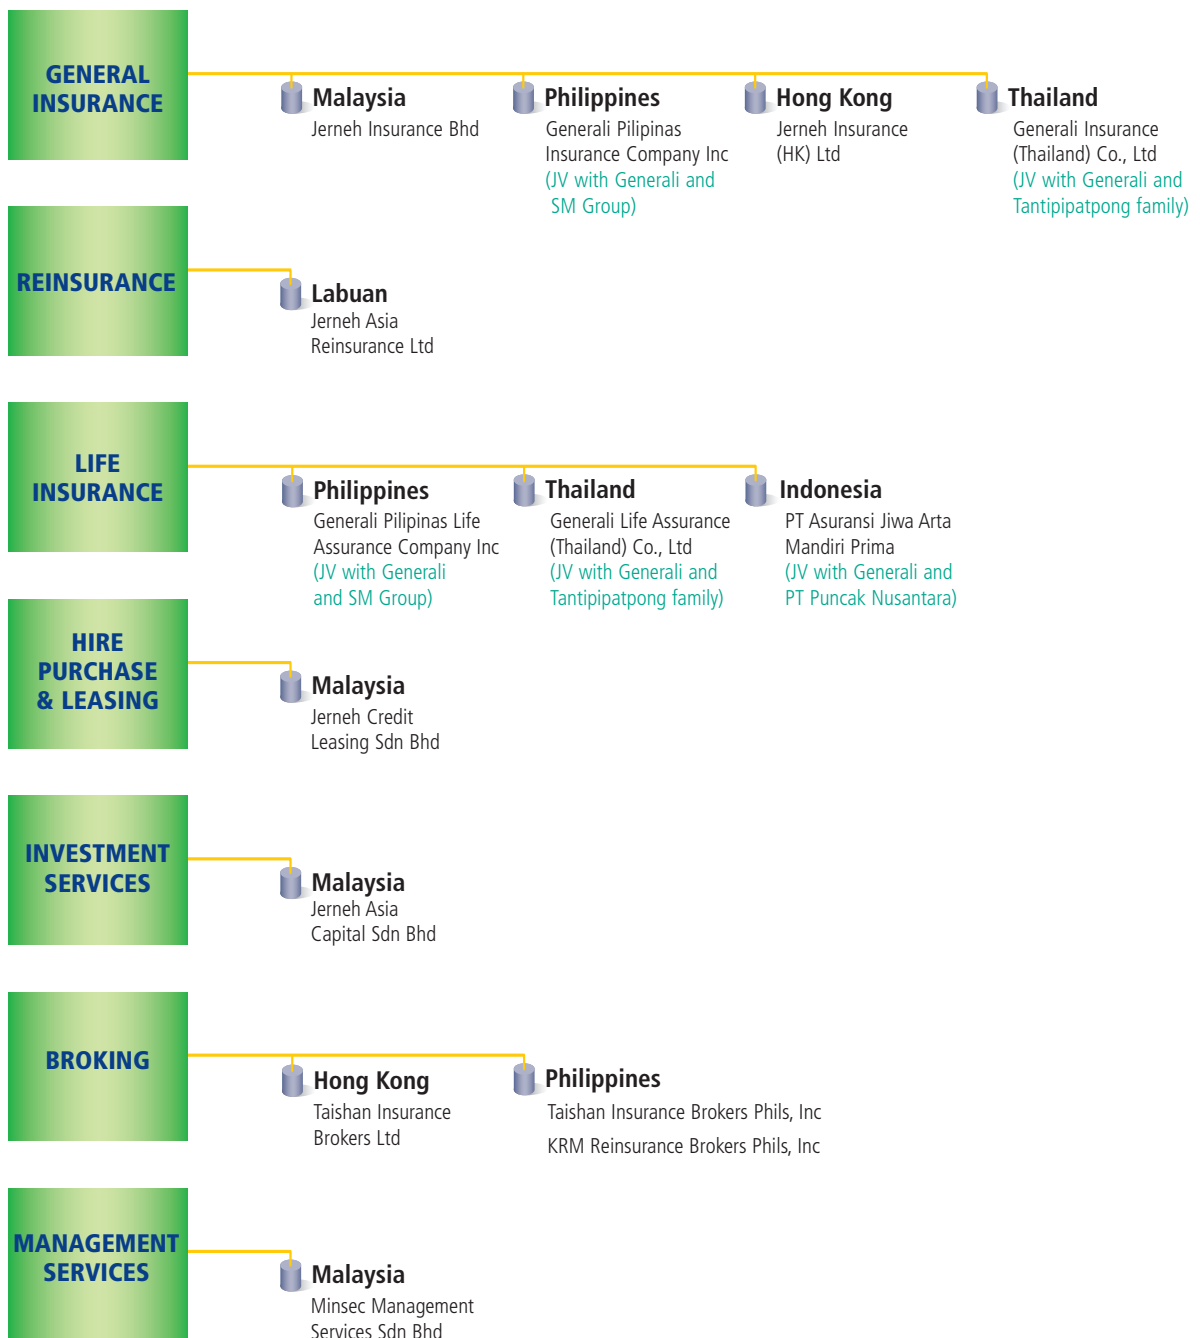 GENERAL
INSURANCE
Malaysia
Jerneh Insurance Bhd
Philippines
Generali Pilipinas
Insurance Company Inc
(JV with Generali and
SM Group)
Hong Kong
Jerneh Insurance
(HK) Ltd
Thailand
Generali Insurance
(Thailand) Co., Ltd
(JV with Generali and
Tantipipatpong family)
REINSURANCE
Labuan
Jerneh Asia
Reinsurance Ltd
LIFE
INSURANCE
Philippines
Generali Pilipinas Life
Assurance Company Inc
(JV with Generali
and SM Group)
Thailand
Generali Life Assurance
(Thailand) Co., Ltd
(JV with Generali and
Tantipipatpong family)
Indonesia
PT Asuransi Jiwa Arta
Mandiri Prima
(JV with Generali and
PT Puncak Nusantara)
HIRE
PURCHASE
& LEASING
Malaysia
Jerneh Credit
Leasing Sdn Bhd
INVESTMENT
SERVICES
Malaysia
Jerneh Asia
Capital Sdn Bhd
BROKING
Hong Kong
Taishan Insurance
Brokers Ltd
Philippines
Taishan Insurance Brokers Phils, Inc
KRM Reinsurance Brokers Phils, Inc
MANAGEMENT
SERVICES
Malaysia
Minsec Management
Services Sdn Bhd